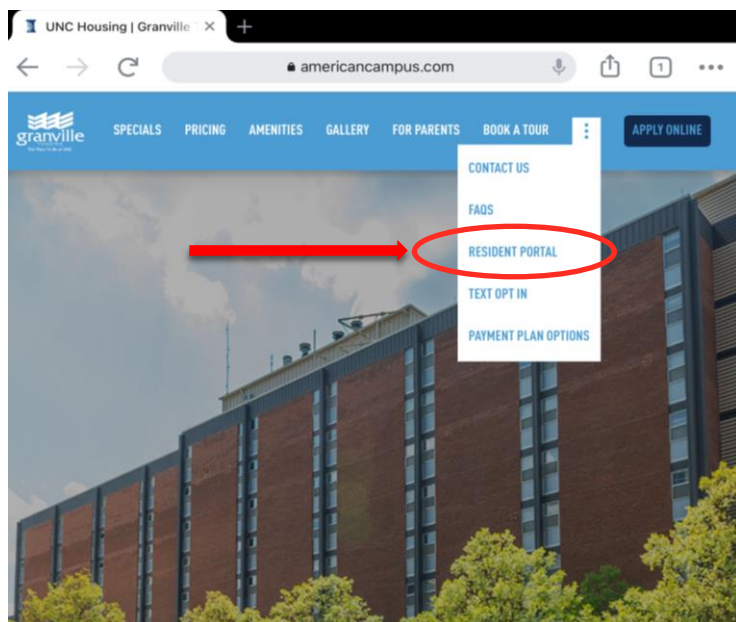 UNC Housing | Granville
americancampus.com
1
granville
SPECIALS PRICING AMENITIES GALLERY FOR PARENTS BOOK A TOUR APPLY ONLINE
CONTACT US
FAQS
RESIDENT PORTAL
TEXT OPT IN
PAYMENT PLAN OPTIONS